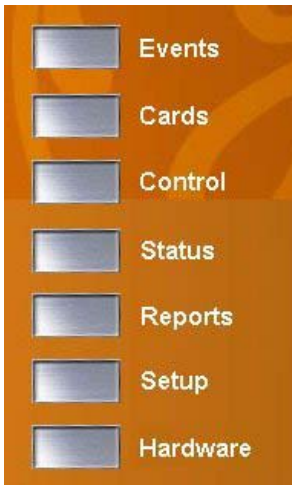 Events
Cards
Control
Status
Reports
Setup
Hardware